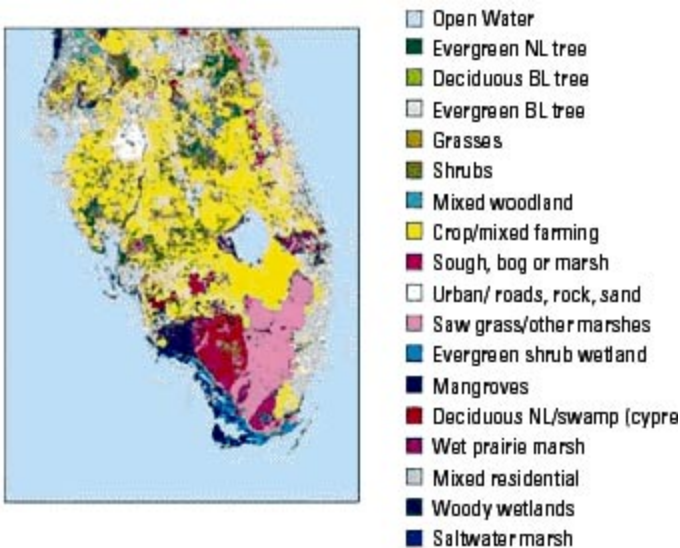 Open Water
Evergreen NL tree
Deciduous BL tree
Evergreen BL tree
Grasses
Shrubs
Mixed woodland
Crop/mixed farming
Sough, bog or marsh
Urban/ roads, rock, sand
Saw grass/other marshes
Evergreen shrub wetland
Mangroves
Deciduous NL/swamp (cypre
Wet prairie marsh
Mixed residential
Woody wetlands
Saltwater marsh